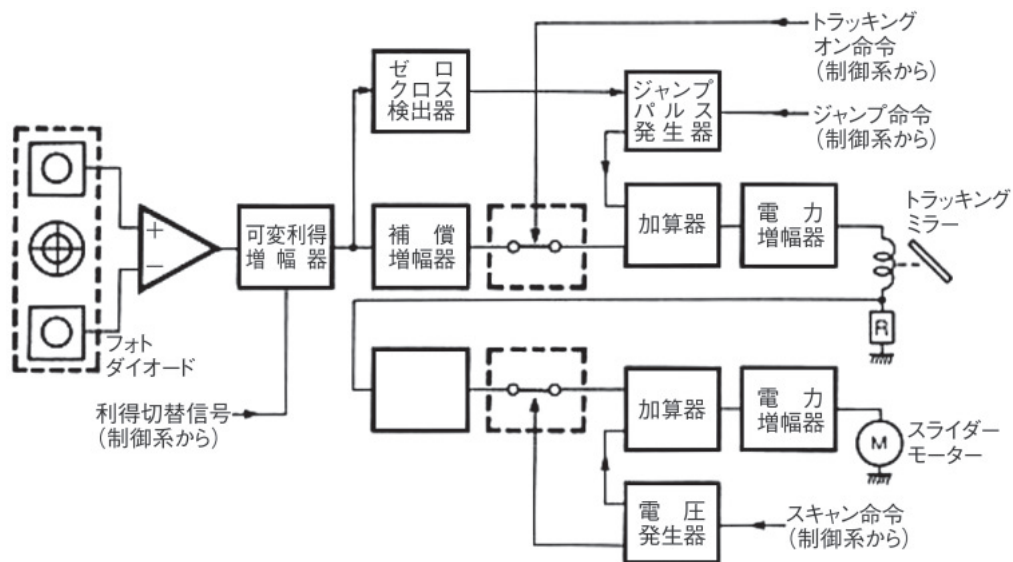 トラッキング
オン命令
(制御系から)
ゼロ
クロス
検出器
ジャンプ
パルス
発生器
ジャンプ命令
(制御系から)
+
−
可変利得
増幅器
補償
増幅器
加算器
電力
増幅器
トラッキング
ミラー
R
フォト
ダイオード
利得切替信号
(制御系から)
加算器
電力
増幅器
M
スライダー
モーター
電圧
発生器
スキャン命令
(制御系から)